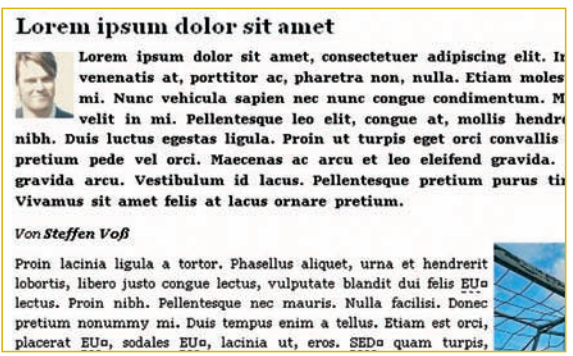 Lorem ipsum dolor sit amet
Lorem ipsum dolor sit amet, consectetuer adipiscing elit.
venenatis at, porttitor ac, pharetra non, nulla. Etiam
mi. Nunc vehicula sapien nec nunc congue condimentum.
velit in mi. Pellentesque leo elit, congue at, mollis
nibh. Duis luctus egestas ligula. Proin ut turpis eget orci convallis
pretium pede vel orci. Maecenas ac arcu et leo eleifend gravida.
gravida arcu. Vestibulum id lacus. Pellentesque pretium purus
Vivamus sit amet felis at lacus ornare pretium.
Von Steffen Voß
Proin lacinia ligula a tortor. Phasellus aliquet, urna et hendrerit
lobortis, libero justo congue lectus, vulputate blandit dui felis EU¤
lectus. Proin nibh. Pellentesque nec mauris. Nulla facilisi. Donec
pretium nonummy mi. Duis tempus enim a tellus. Etiam est orci,
placerat EU¤, sodales EU¤, lacinia ut, eros. SED¤ quam turpis,